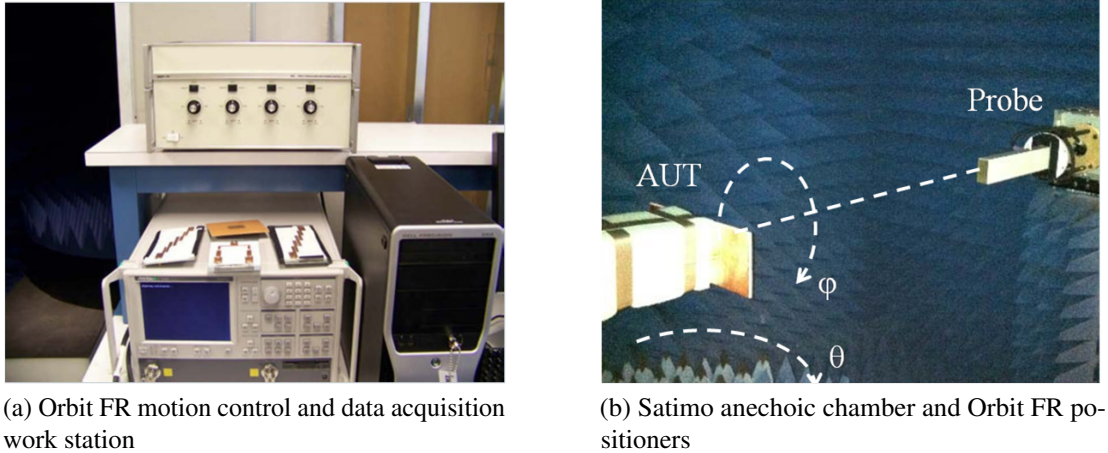 Probe
AUT
φ
θ
(a) Orbit FR motion control and data acquisition
work station
(b) Satimo anechoic chamber and Orbit FR po-
sitioners